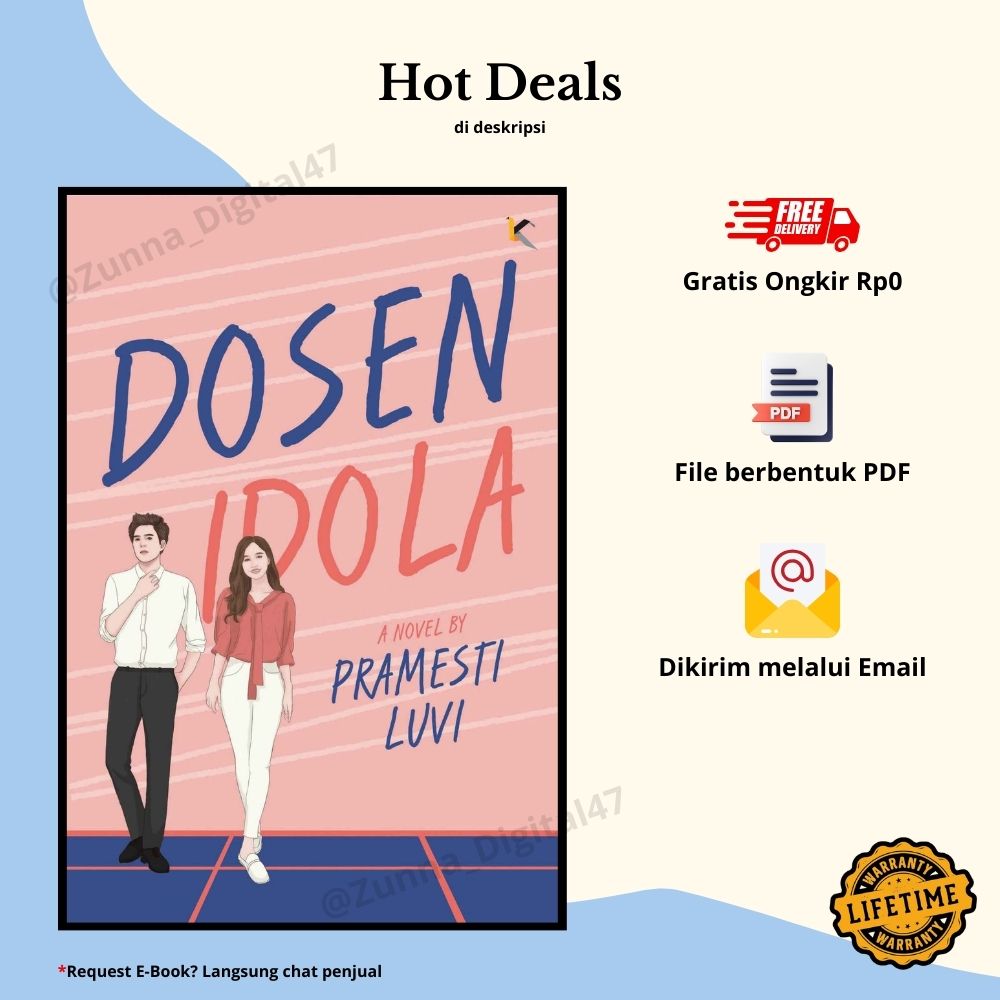 Hot Deals
di deskripsi
@Zunna_Digital47
DOSEN
IDOLA
A NOVEL BY
PRAMESTI
LUVI
@Zunna_Digital47
FREE
DELIVERY
Gratis Ongkir Rp0
PDF
File berbentuk PDF
@
Dikirim melalui Email
WARRANTY
LIFETIME
WARRANTY
*Request E-Book? Langsung chat penjual